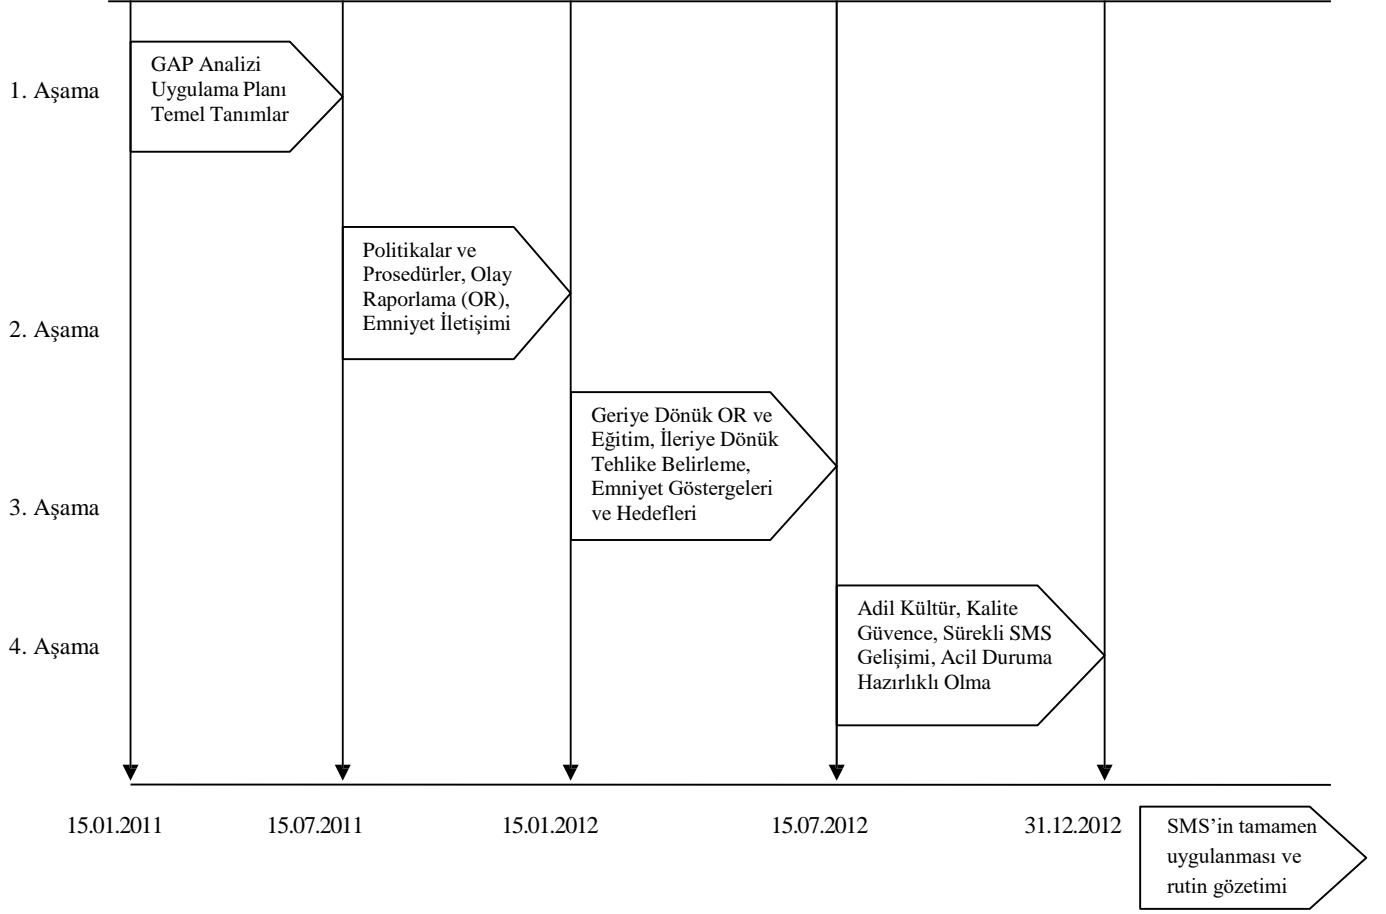 1. Aşama
GAP Analizi
Uygulama Planı
Temel Tanımlar
2. Aşama
Politikalar ve
Prosedürler, Olay
Raporlama (OR),
Emniyet İletişimi
3. Aşama
Geriye Dönük OR ve
Eğitim, İleriye Dönük
Tehlike Belirleme,
Emniyet Göstergeleri
ve Hedefleri
4. Aşama
Adil Kültür, Kalite
Güvence, Sürekli SMS
Gelişimi, Acil Duruma
Hazırlıklı Olma
15.01.2011
15.07.2011
15.01.2012
15.07.2012
31.12.2012
SMS’in tamamen
uygulanması ve
rutin gözetimi